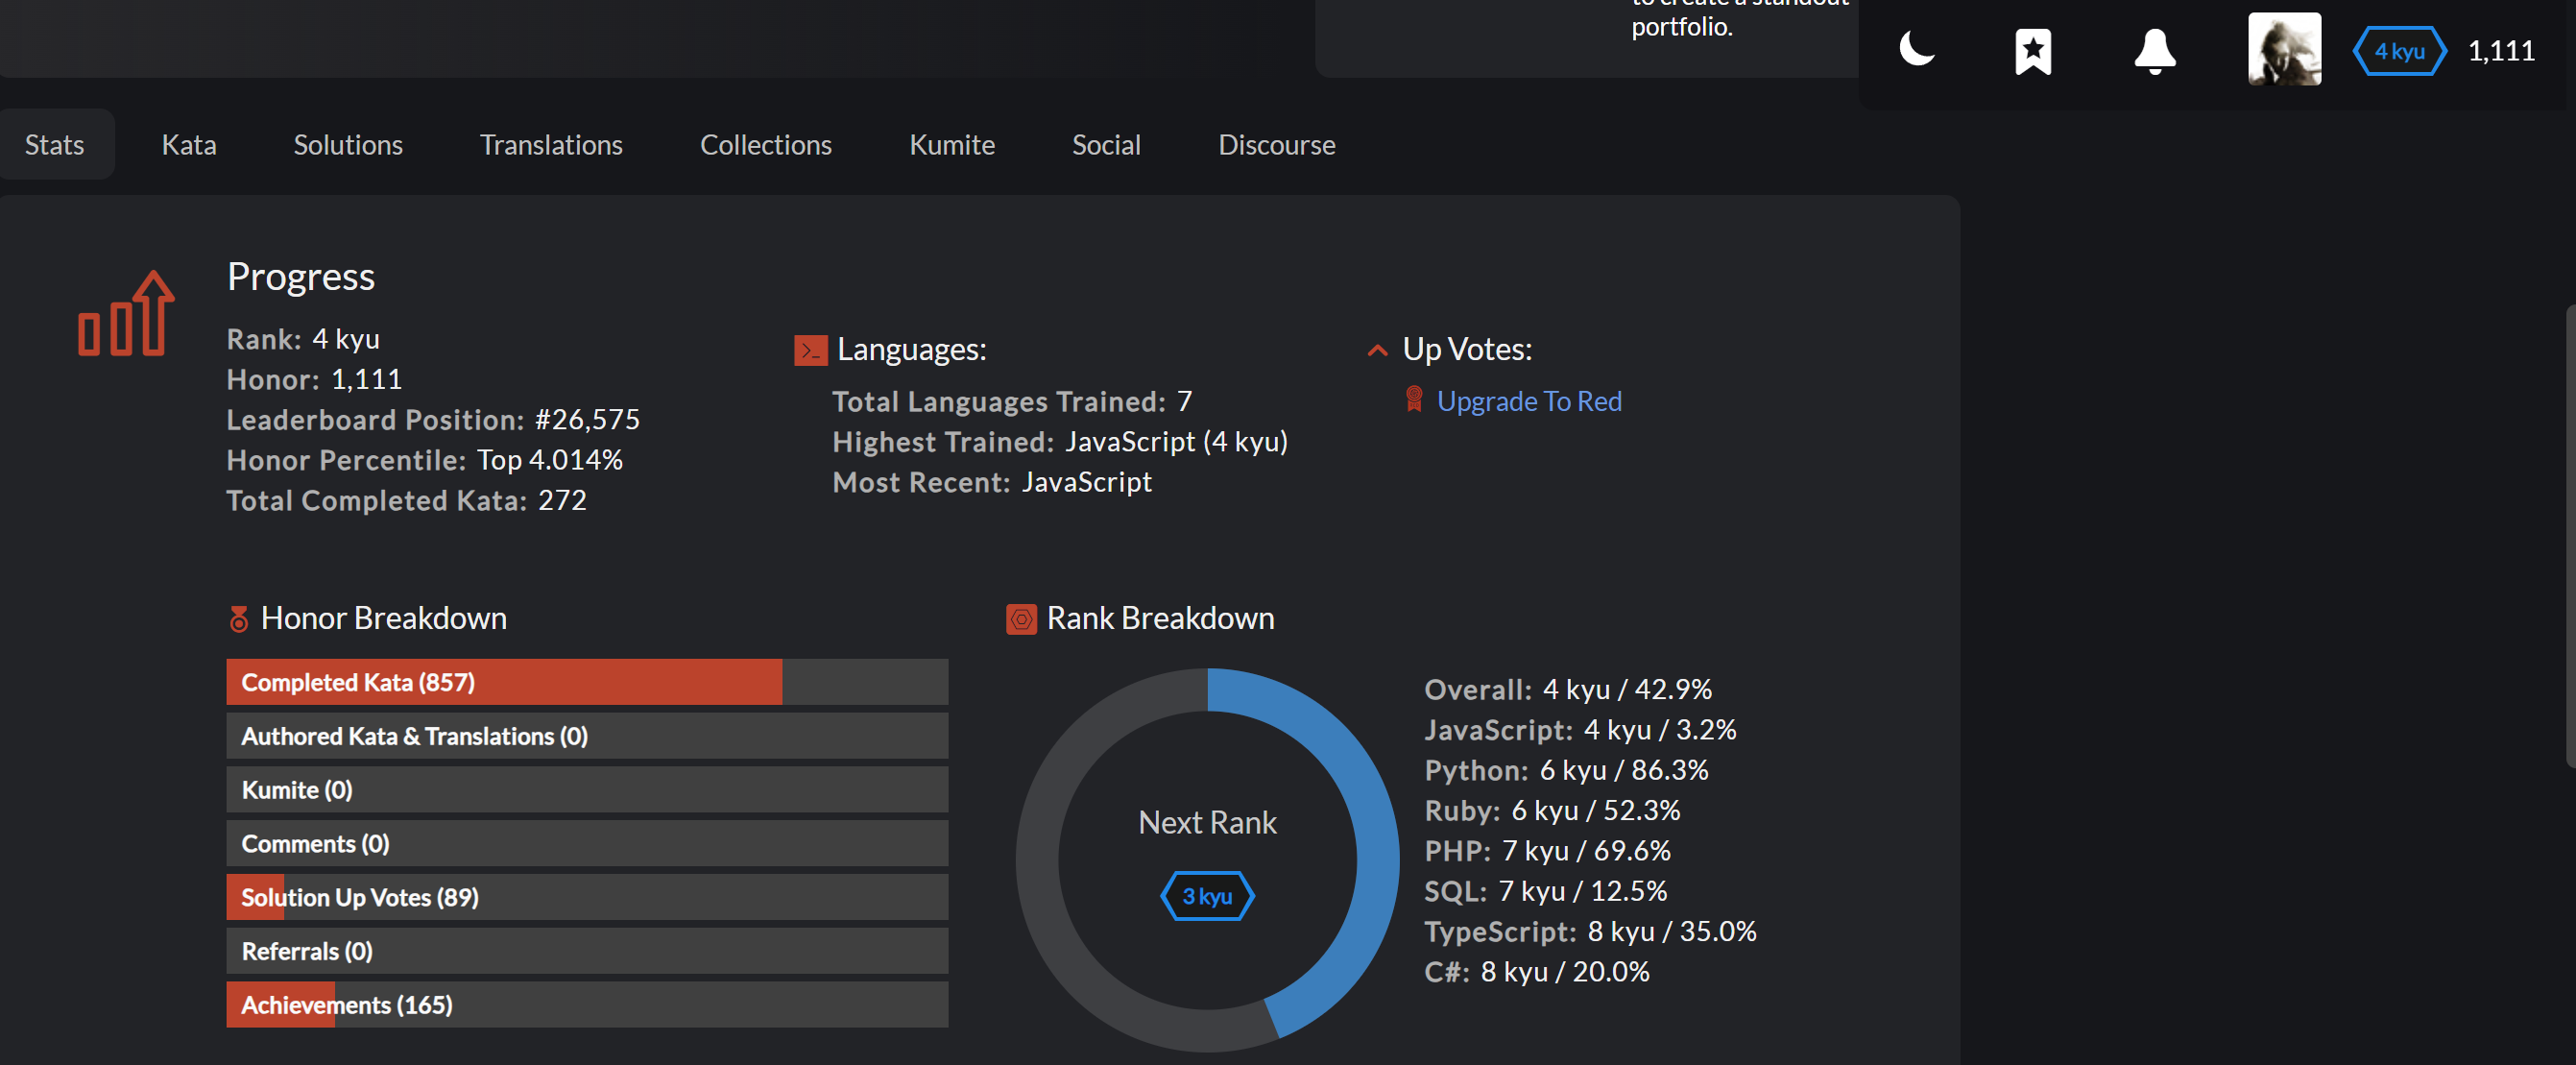 to create a standout
portfolio.
4 kyu 1,111
Stats Kata Solutions Translations Collections Kumite Social Discourse
Progress
Rank: 4 kyu
Honor: 1,111
Leaderboard Position: #26,575
Honor Percentile: Top 4.014%
Total Completed Kata: 272
Languages:
Total Languages Trained: 7
Highest Trained: JavaScript (4 kyu)
Most Recent: JavaScript
Up Votes:
Upgrade To Red
Honor Breakdown
Completed Kata (857)
Authored Kata & Translations (0)
Kumite (0)
Comments (0)
Solution Up Votes (89)
Referrals (0)
Achievements (165)
Rank Breakdown
Next Rank
3 kyu
Overall: 4 kyu / 42.9%
JavaScript: 4 kyu / 3.2%
Python: 6 kyu / 86.3%
Ruby: 6 kyu / 52.3%
PHP: 7 kyu / 69.6%
SQL: 7 kyu / 12.5%
TypeScript: 8 kyu / 35.0%
C#: 8 kyu / 20.0%